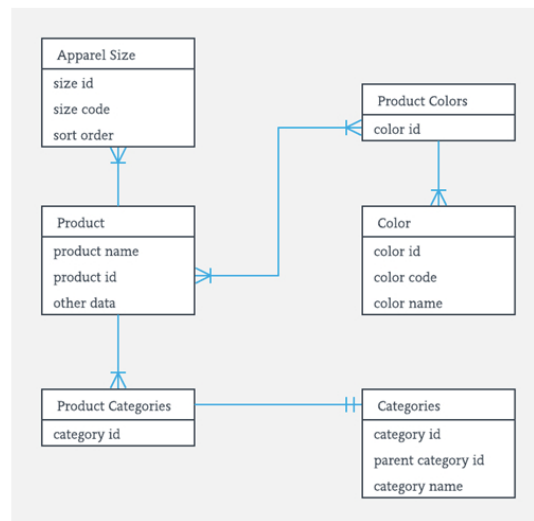 Apparel Size
size id
size code
sort order
Product Colors
color id
Product
product name
product id
other data
Color
color id
color code
color name
Product Categories
category id
Categories
category id
parent category id
category name